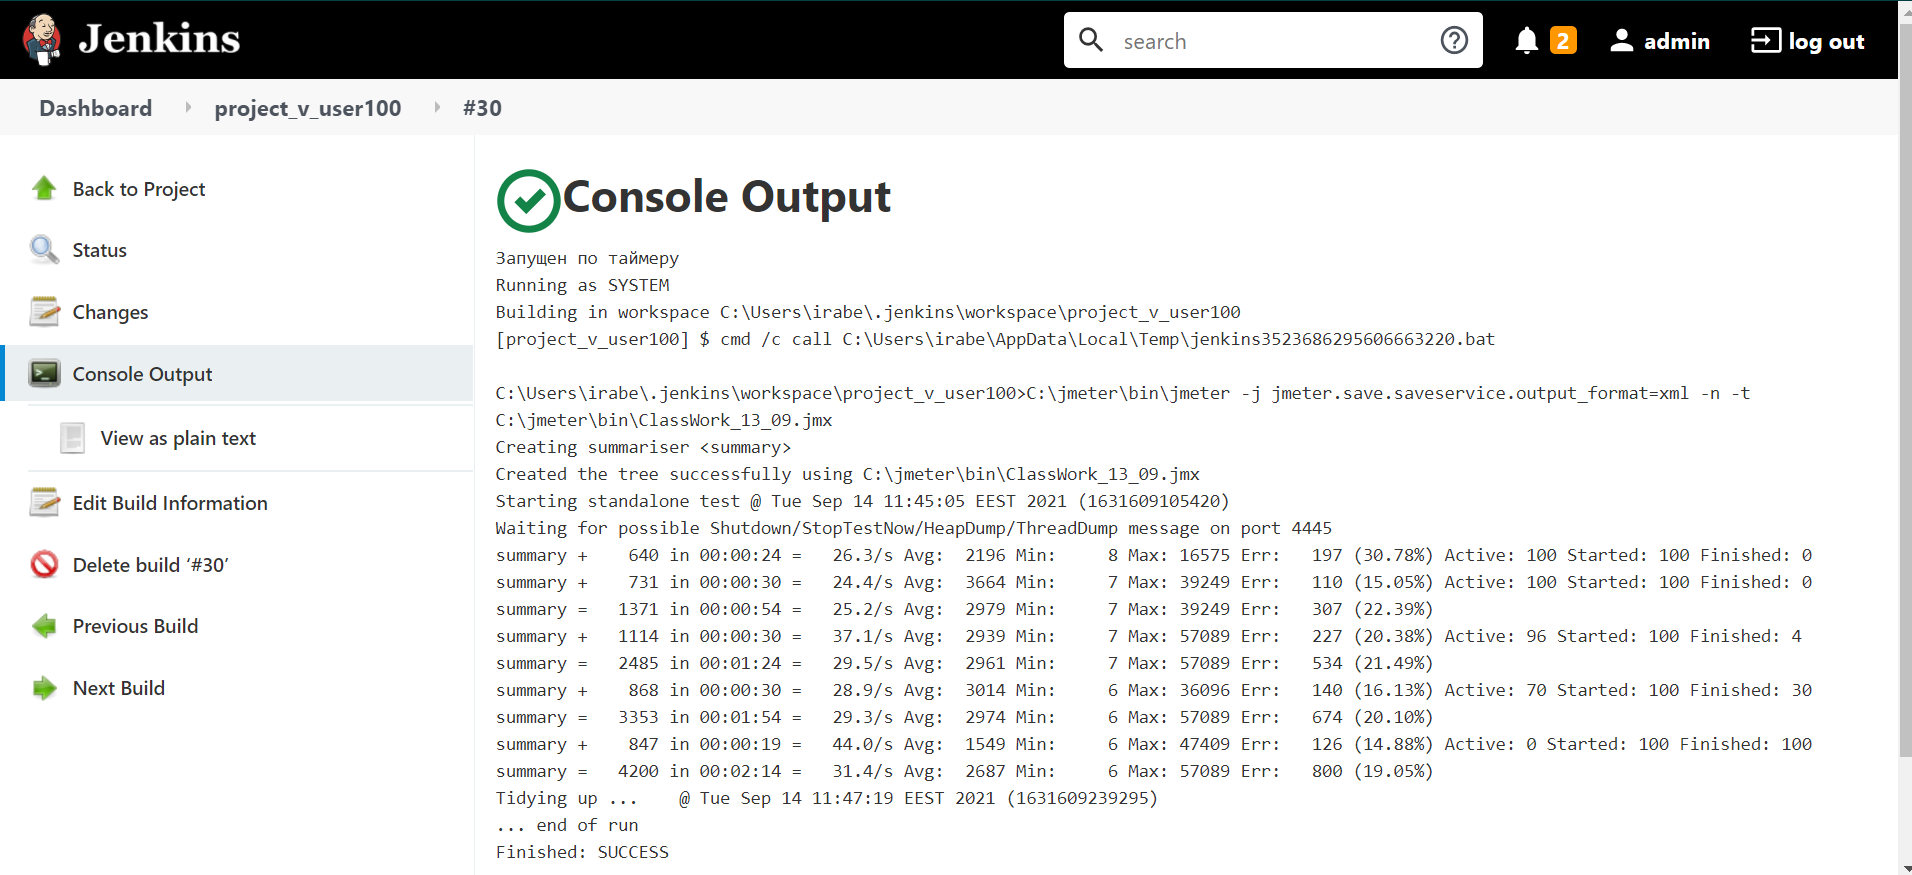 Jenkins
search
2
admin
log out
Dashboard
project_v_user100
#30
Back to Project
Status
Changes
Console Output
View as plain text
Edit Build Information
Delete build ‘#30’
Previous Build
Next Build
Console Output
Запущен по таймеру
Running as SYSTEM
Building in workspace C:\Users\irabe\.jenkins\workspace\project_v_user100
[project_v_user100] $ cmd /c call C:\Users\irabe\AppData\Local\Temp\jenkins3523686295606663220.bat
C:\Users\irabe\.jenkins\workspace\project_v_user100>C:\jmeter\bin\jmeter -j jmeter.save.saveservice.output_format=xml -n -t
C:\jmeter\bin\ClassWork_13_09.jmx
Creating summariser <summary>
Created the tree successfully using C:\jmeter\bin\ClassWork_13_09.jmx
Starting standalone test @ Tue Sep 14 11:45:05 EEST 2021 (1631609105420)
Waiting for possible Shutdown/StopTestNow/HeapDump/ThreadDump message on port 4445
summary +    640 in 00:00:24 =   26.3/s Avg:  2196 Min:     8 Max: 16575 Err:   197 (30.78%) Active: 100 Started: 100 Finished: 0
summary +    731 in 00:00:30 =   24.4/s Avg:  3664 Min:     7 Max: 39249 Err:   110 (15.05%) Active: 100 Started: 100 Finished: 0
summary =   1371 in 00:00:54 =   25.2/s Avg:  2979 Min:     7 Max: 39249 Err:   307 (22.39%)
summary +   1114 in 00:00:30 =   37.1/s Avg:  2939 Min:     7 Max: 57089 Err:   227 (20.38%) Active: 96 Started: 100 Finished: 4
summary =   2485 in 00:01:24 =   29.5/s Avg:  2961 Min:     7 Max: 57089 Err:   534 (21.49%)
summary +    868 in 00:00:30 =   28.9/s Avg:  3014 Min:     6 Max: 36096 Err:   140 (16.13%) Active: 70 Started: 100 Finished: 30
summary =   3353 in 00:01:54 =   29.3/s Avg:  2974 Min:     6 Max: 57089 Err:   674 (20.10%)
summary +    847 in 00:00:19 =   44.0/s Avg:  1549 Min:     6 Max: 47409 Err:   126 (14.88%) Active: 0 Started: 100 Finished: 100
summary =   4200 in 00:02:14 =   31.4/s Avg:  2687 Min:     6 Max: 57089 Err:   800 (19.05%)
Tidying up ...    @ Tue Sep 14 11:47:19 EEST 2021 (1631609239295)
... end of run
Finished: SUCCESS